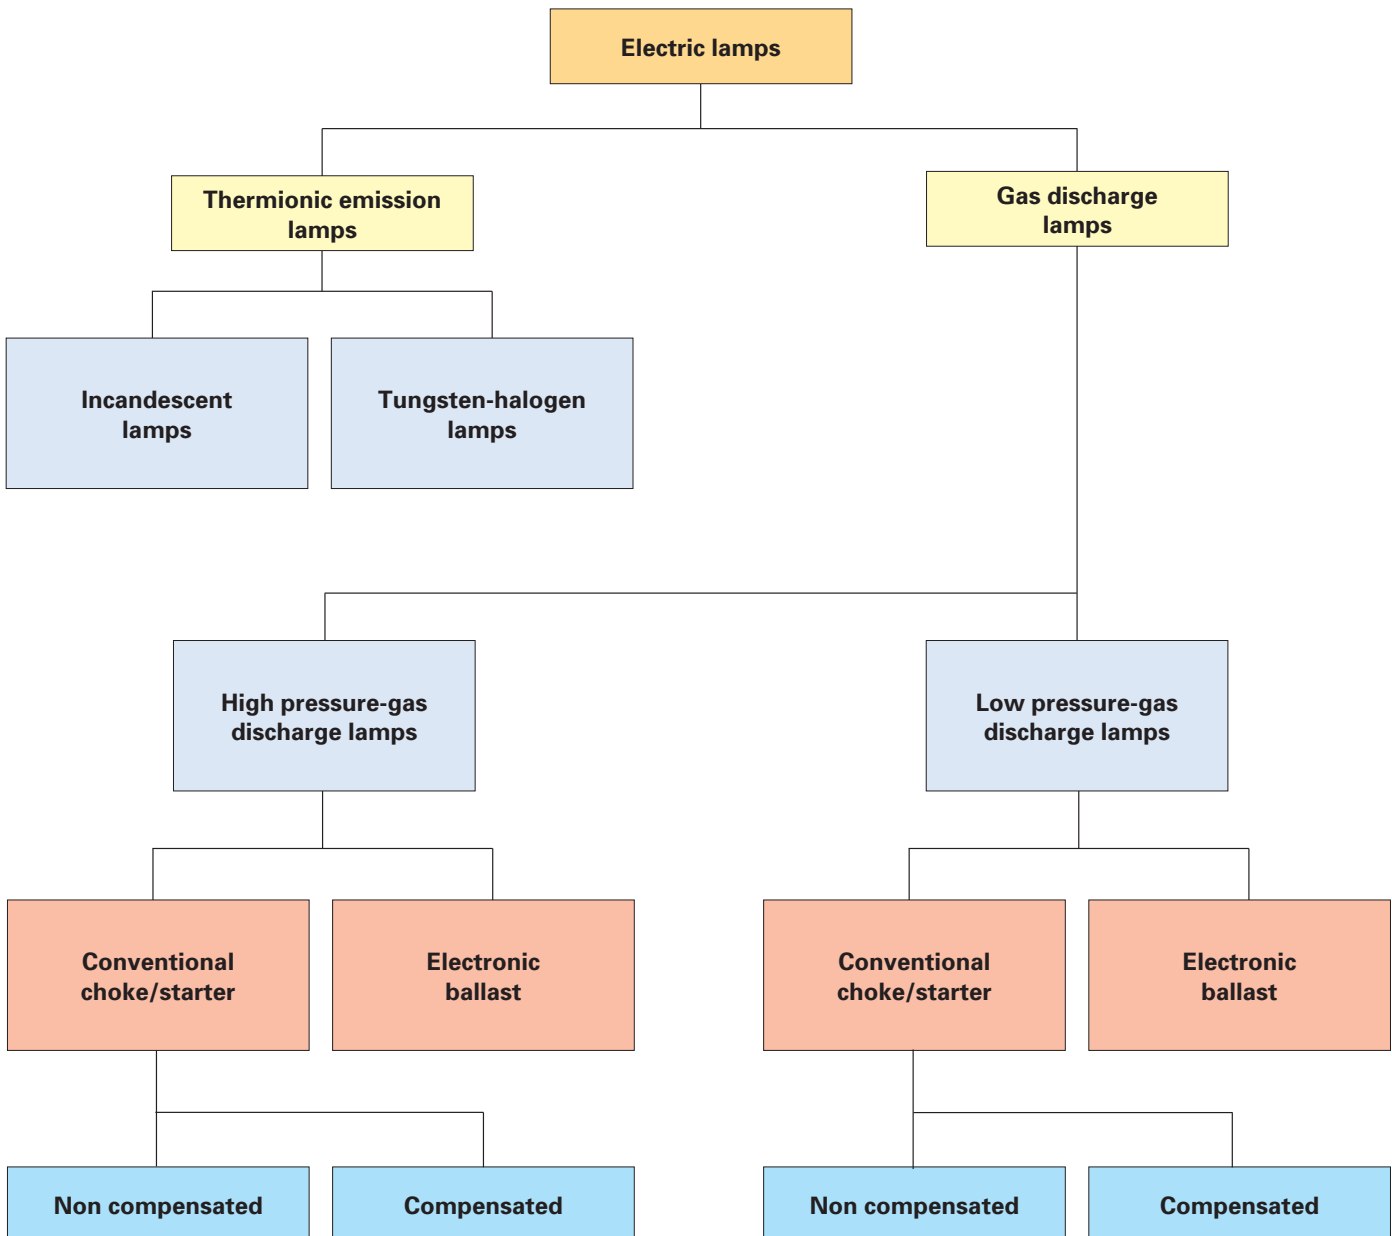 Electric lamps
Thermionic emission
lamps
Gas discharge
lamps
Incandescent
lamps
Tungsten-halogen
lamps
High pressure-gas
discharge lamps
Low pressure-gas
discharge lamps
Conventional
choke/starter
Electronic
ballast
Conventional
choke/starter
Electronic
ballast
Non compensated
Compensated
Non compensated
Compensated